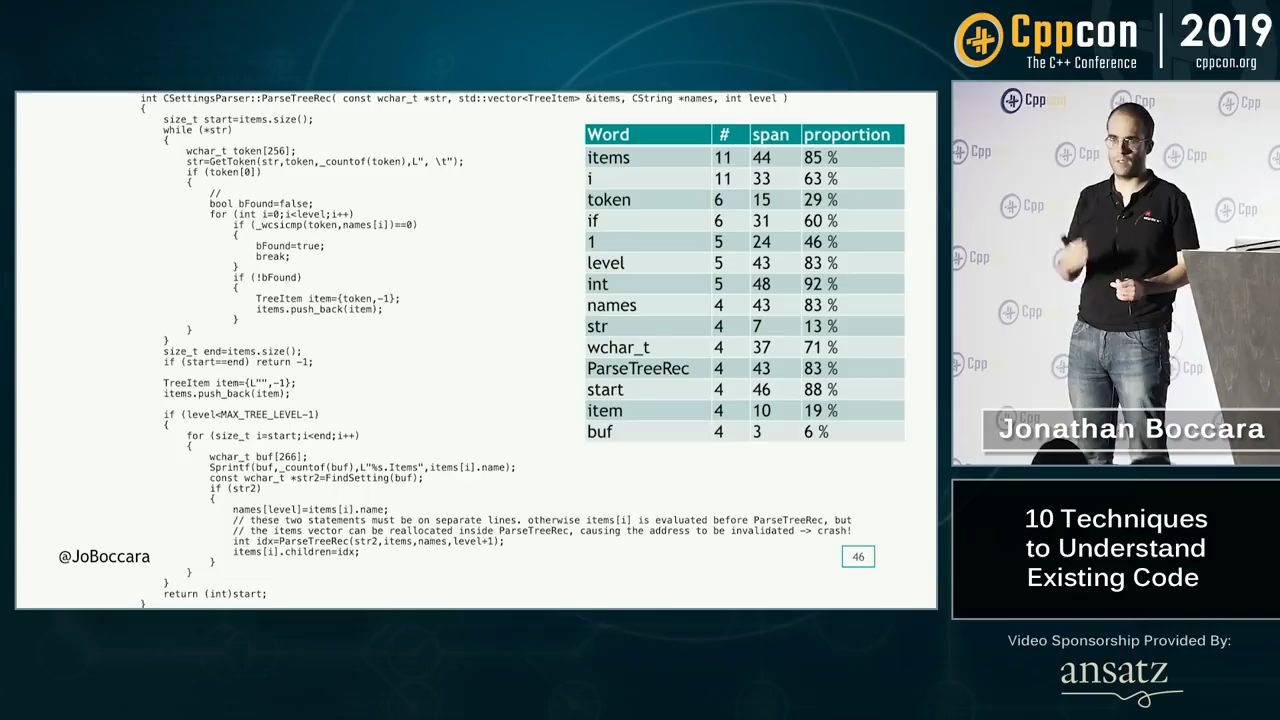 Cppcon | 2019
The C++ Conference
cppcon.org
int CSettingsParser::ParseTreeRec( const wchar_t *str, std::vector<TreeItem> &items, CString *names, int level )
{
size_t start=items.size();
while (*str)
{
wchar_t token[256];
str=GetToken(str,token,_countof(token),L", \t");
if (token[0])
{
//
bool bFound=false;
for (int i=0;i<level;i++)
if (_wcsicmp(token,names[i])==0)
{
bFound=true;
break;
}
if (!bFound)
{
TreeItem item={token,-1};
items.push_back(item);
}
}
}
size_t end=items.size();
if (start==end) return -1;
TreeItem item={L"",-1};
items.push_back(item);
if (level<MAX_TREE_LEVEL-1)
{
for (size_t i=start;i<end;i++)
{
wchar_t buf[266];
Sprintf(buf,_countof(buf),L"%s.Items",items[i].name);
const wchar_t *str2=FindSetting(buf);
if (str2)
{
names[level]=items[i].name;
// these two statements must be on separate lines. otherwise items[i] is evaluated before ParseTreeRec, but
// the items vector can be reallocated inside ParseTreeRec, causing the address to be invalidated -> crash!
int idx=ParseTreeRec(str2,items,names,level+1);
items[i].children=idx;
}
}
}
return (int)start;
}
Word # span proportion
items 11 44 85 %
i 11 33 63 %
token 6 15 29 %
if 6 31 60 %
1 5 24 46 %
level 5 43 83 %
int 5 48 92 %
names 4 43 83 %
str 4 7 13 %
wchar_t 4 37 71 %
ParseTreeRec 4 43 83 %
start 4 46 88 %
item 4 10 19 %
buf 4 3 6 %
@JoBoccara
46
Jonathan Boccara
10 Techniques
to Understand
Existing Code
Video Sponsorship Provided By:
ansatz